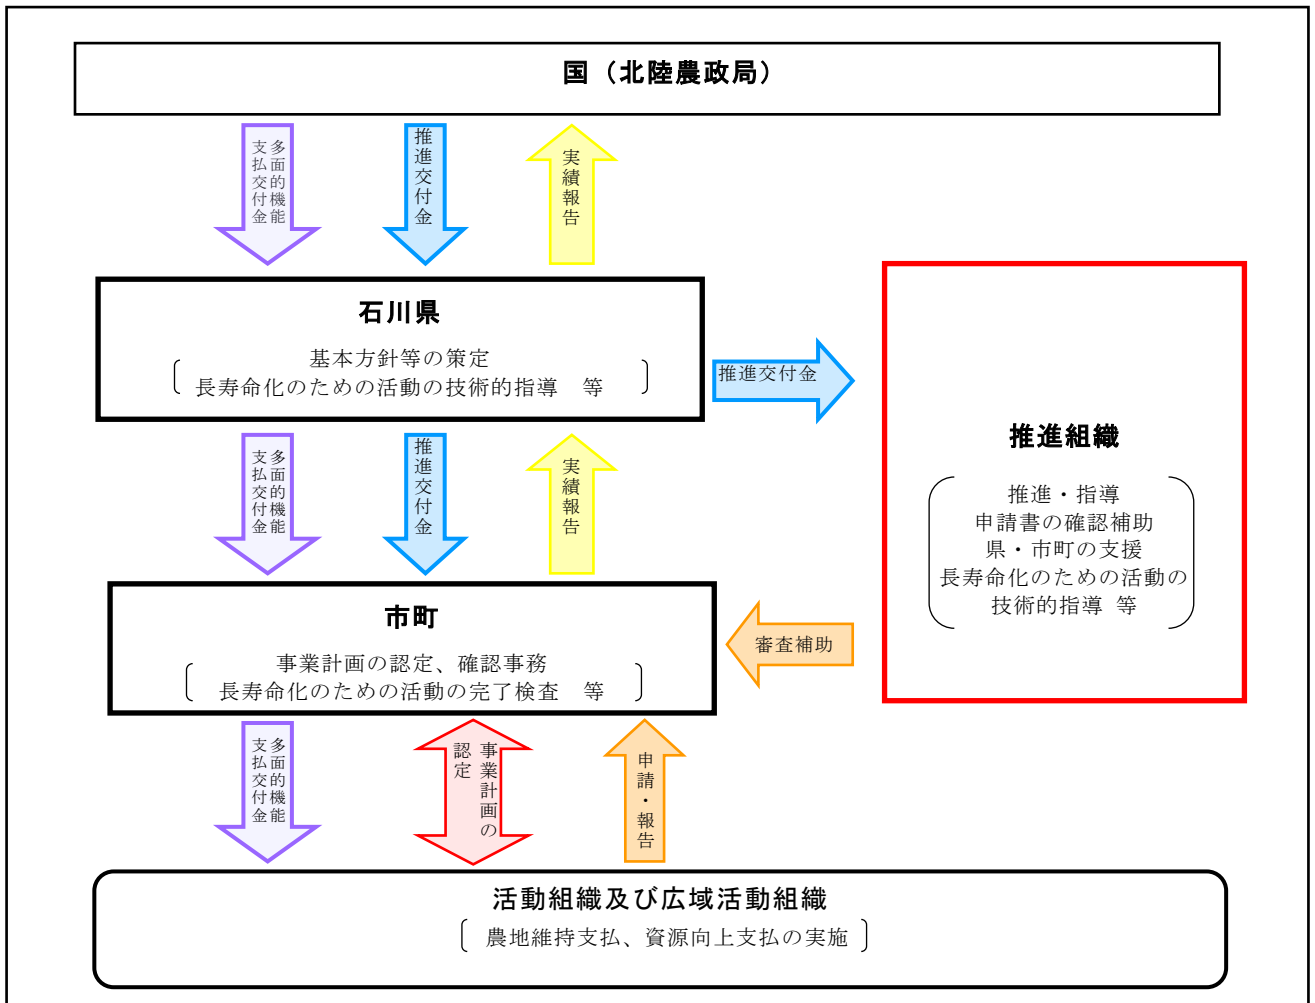 国（北陸農政局）
多面的機能
支払交付金
推進交付金
実績報告
石川県
基本方針等の策定
長寿命化のための活動の技術的指導　等
推進交付金
推進組織
推進・指導
申請書の確認補助
県・市町の支援
長寿命化のための活動の
技術的指導 等
多面的機能
支払交付金
推進交付金
実績報告
市町
事業計画の認定、確認事務
長寿命化のための活動の完了検査　等
審査補助
多面的機能
支払交付金
事業計画の
認定
申請・報告
活動組織及び広域活動組織
農地維持支払、資源向上支払の実施